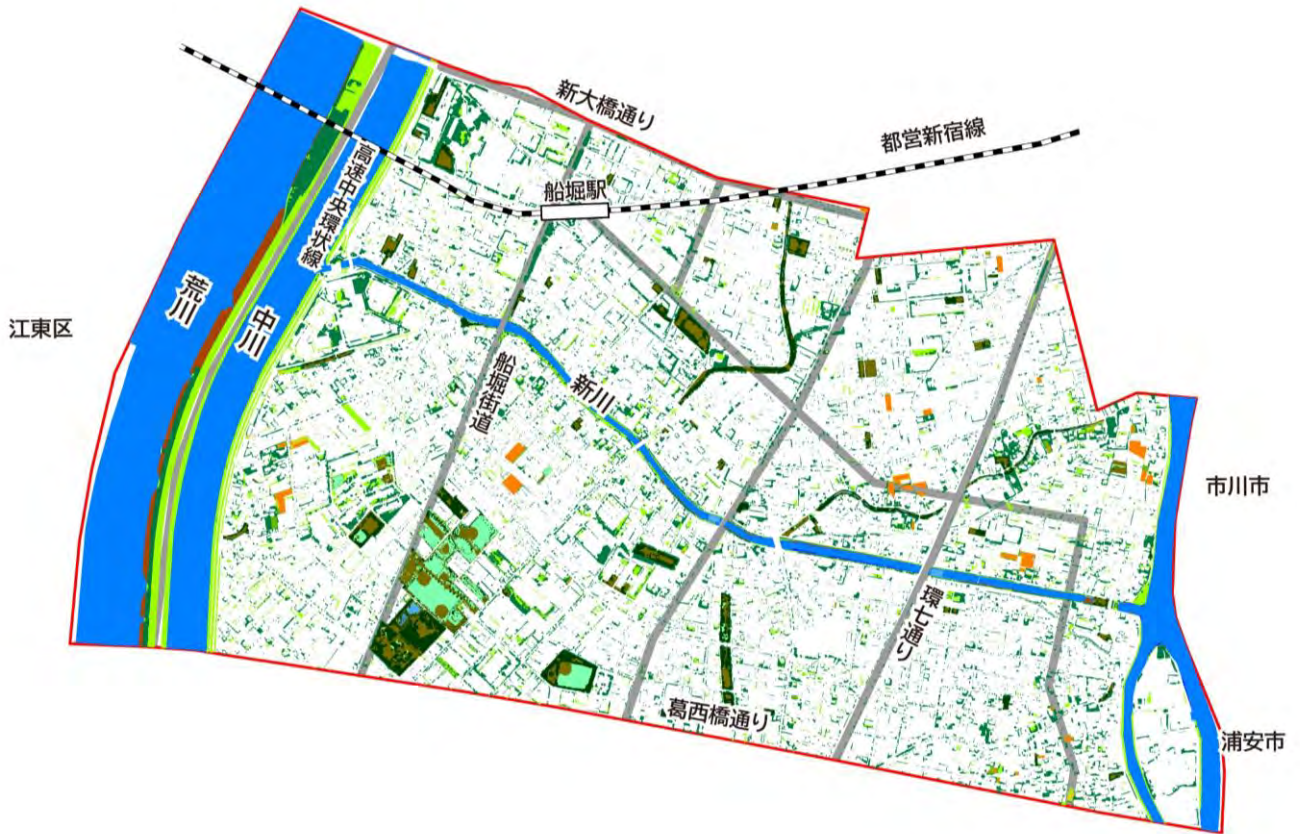 新大橋通り
都営新宿線
船堀駅
高速中央環状線
荒川
中川
江東区
船堀街道
新川
市川市
環七通り
葛西橋通り
浦安市